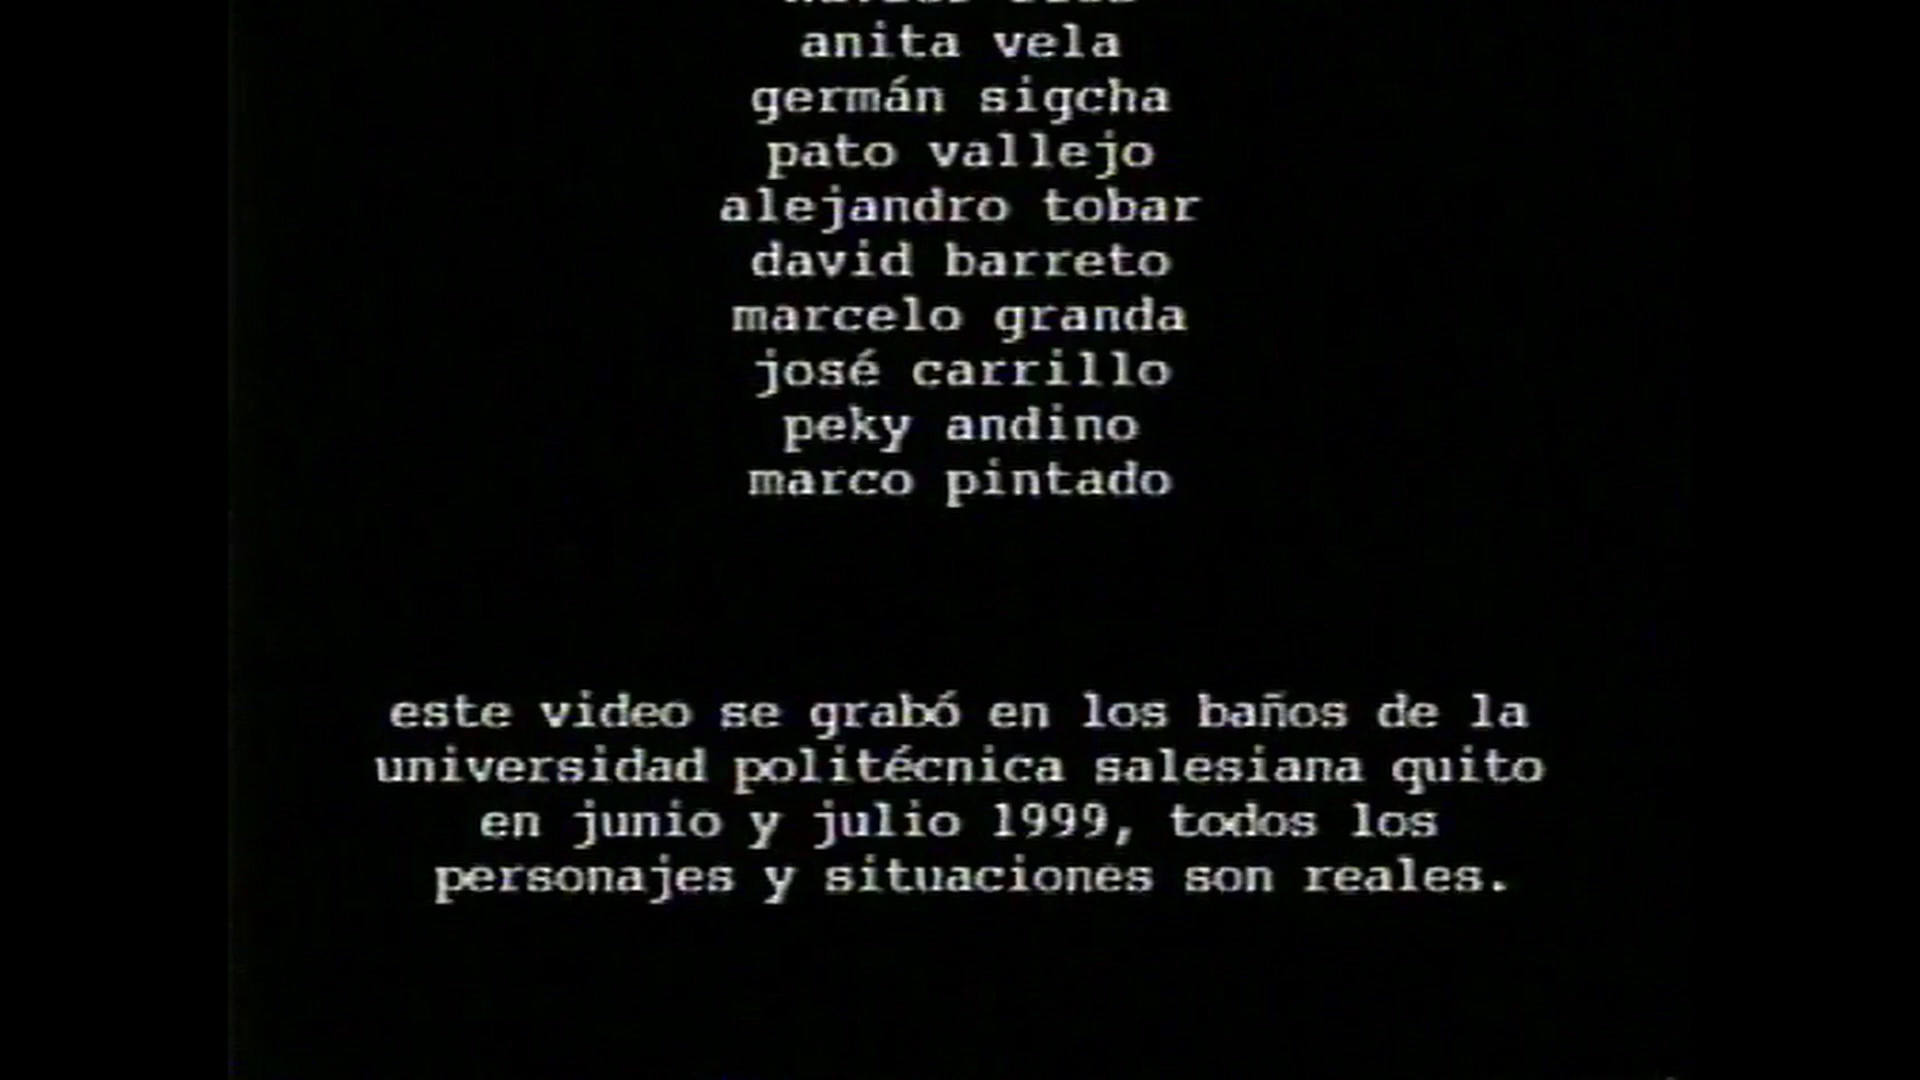 anita vela
germán sigcha
pato vallejo
alejandro tobar
david barreto
marcelo granda
josé carrillo
peky andino
marco pintado
este video se grabó en los baños de la
universidad politécnica salesiana quito
en junio y julio 1999, todos los
personajes y situaciones son reales.